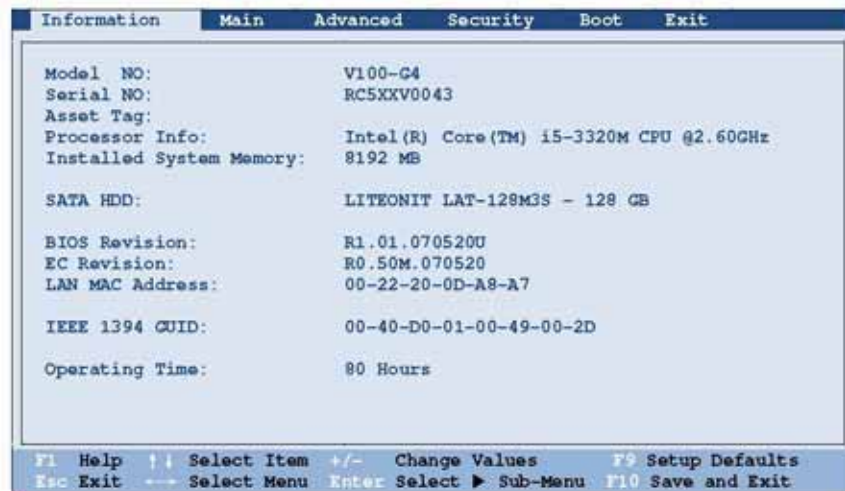 Information Main Advanced Security Boot Exit
Model NO: V100-G4
Serial NO: RC5XXV0043
Asset Tag:
Processor Info: Intel(R) Core(TM) i5-3320M CPU @2.60GHz
Installed System Memory: 8192 MB
SATA HDD: LITEONIT LAT-128M3S - 128 GB
BIOS Revision: R1.01.070520U
EC Revision: R0.50M.070520
LAN MAC Address: 00-22-20-0D-A8-A7
IEEE 1394 GUID: 00-40-D0-01-00-49-00-2D
Operating Time: 80 Hours
F1 Help ↑↓ Select Item +/- Change Values F9 Setup Defaults
Esc Exit ←→ Select Menu Enter Select ▶ Sub-Menu F10 Save and Exit